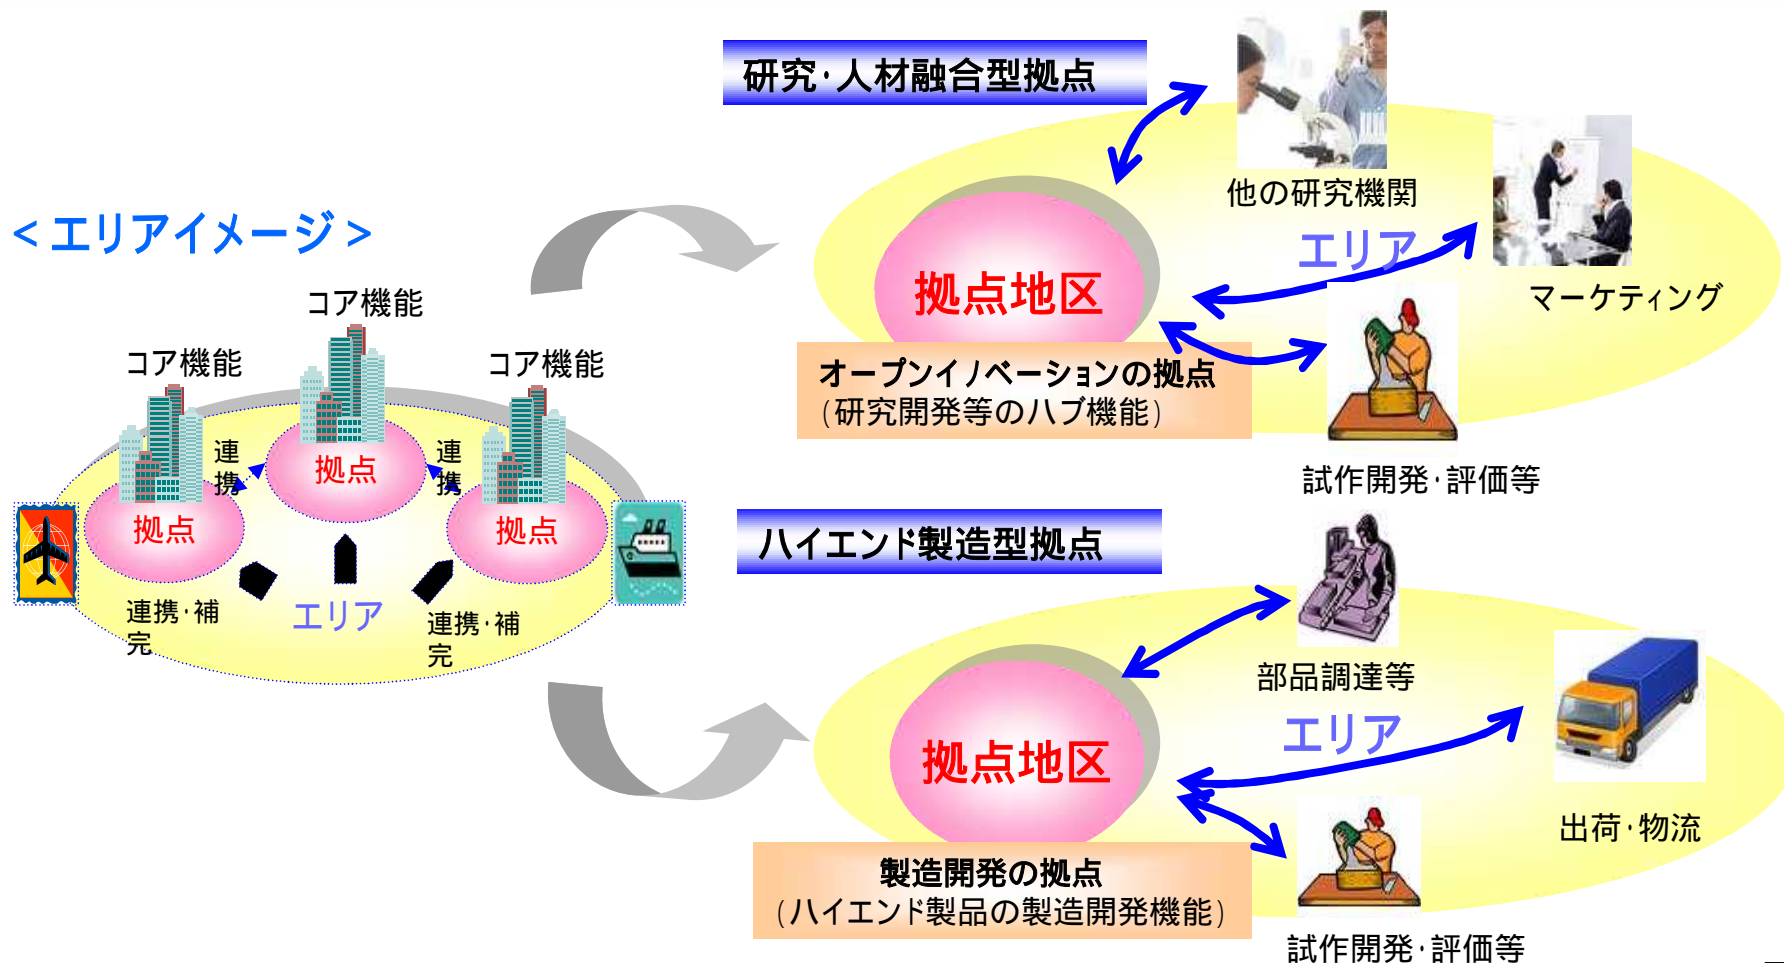 ＜エリアイメージ＞
コア機能
コア機能
コア機能
連
携
連
携
拠点
拠点
拠点
連携・補
完
エリア
連携・補
完
研究・人材融合型拠点
他の研究機関
エリア
マーケティング
拠点地区
オープンイノベーションの拠点
（研究開発等のハブ機能）
試作開発・評価等
ハイエンド製造型拠点
部品調達等
エリア
拠点地区
出荷・物流
製造開発の拠点
（ハイエンド製品の製造開発機能）
試作開発・評価等